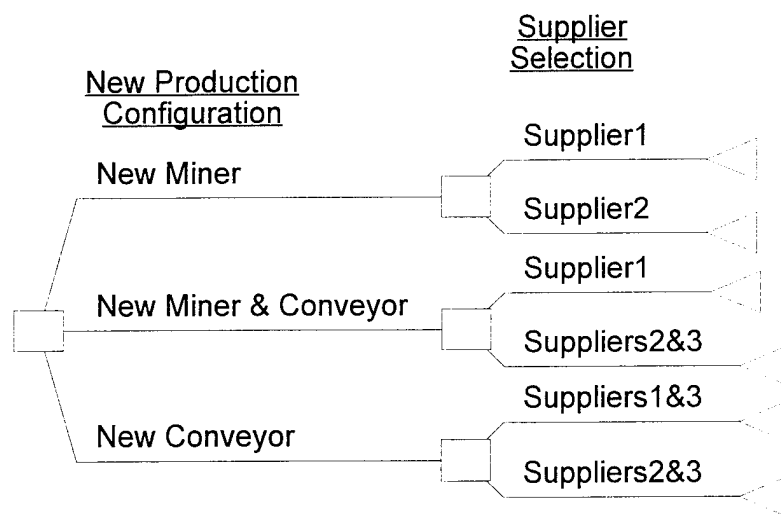 Supplier
Selection
New Production
Configuration
Supplier1
New Miner
Supplier2
Supplier1
New Miner & Conveyor
Suppliers2&3
Suppliers1&3
New Conveyor
Suppliers2&3